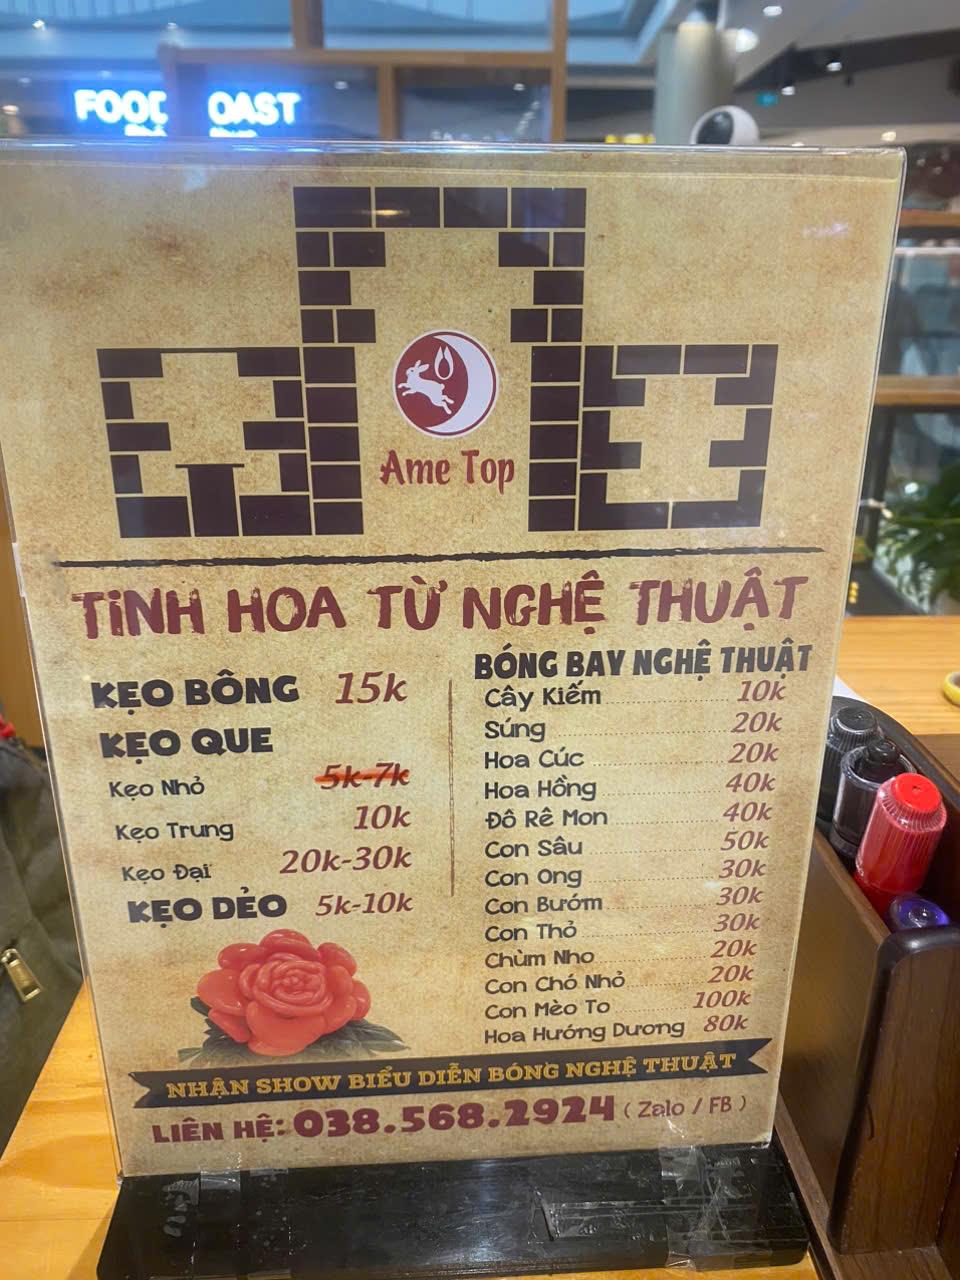 FOOD OAST
Ame Top
TINH HOA TỪ NGHỆ THUẬT
KẸO BÔNG 15k
KẸO QUE
Kẹo Nhỏ 5k-7k
Kẹo Trung 10k
Kẹo Đại 20k-30k
KẸO DẺO 5k-10k
BÓNG BAY NGHỆ THUẬT
Cây Kiếm 10k
Súng 20k
Hoa Cúc 20k
Hoa Hồng 40k
Đô Rê Mon 40k
Con Sâu 50k
Con Ong 30k
Con Bướm 30k
Con Thỏ 30k
Chùm Nho 20k
Con Chó Nhỏ 20k
Con Mèo To 100k
Hoa Hướng Dương 80k
NHẬN SHOW BIỂU DIỄN BÓNG NGHỆ THUẬT
LIÊN HỆ: 038.568.2924 ( Zalo / FB )